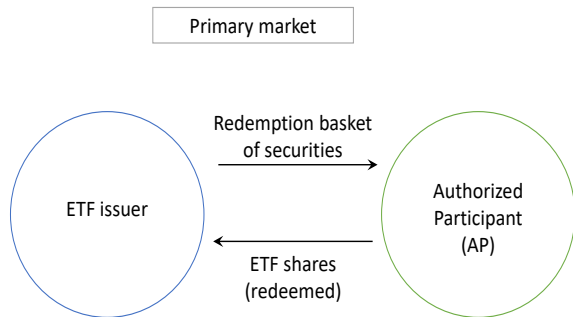 Primary market
Redemption basket
of securities
ETF issuer
Authorized
Participant
(AP)
ETF shares
(redeemed)